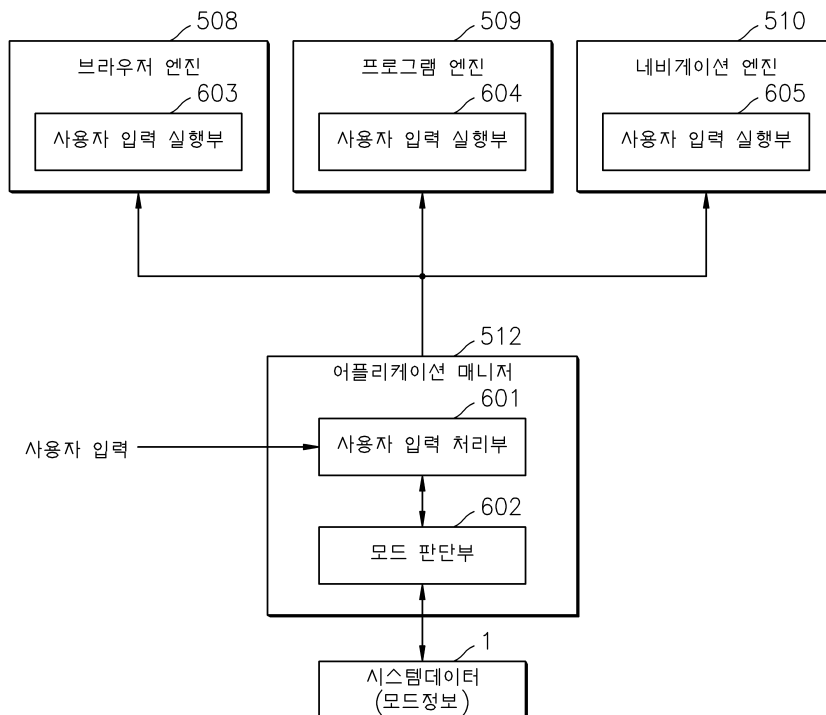 508
브라우저 엔진
603
사용자 입력 실행부
509
프로그램 엔진
604
사용자 입력 실행부
510
네비게이션 엔진
605
사용자 입력 실행부
512
어플리케이션 매니저
601
사용자 입력
사용자 입력 처리부
602
모드 판단부
1
시스템데이터
(모드정보)